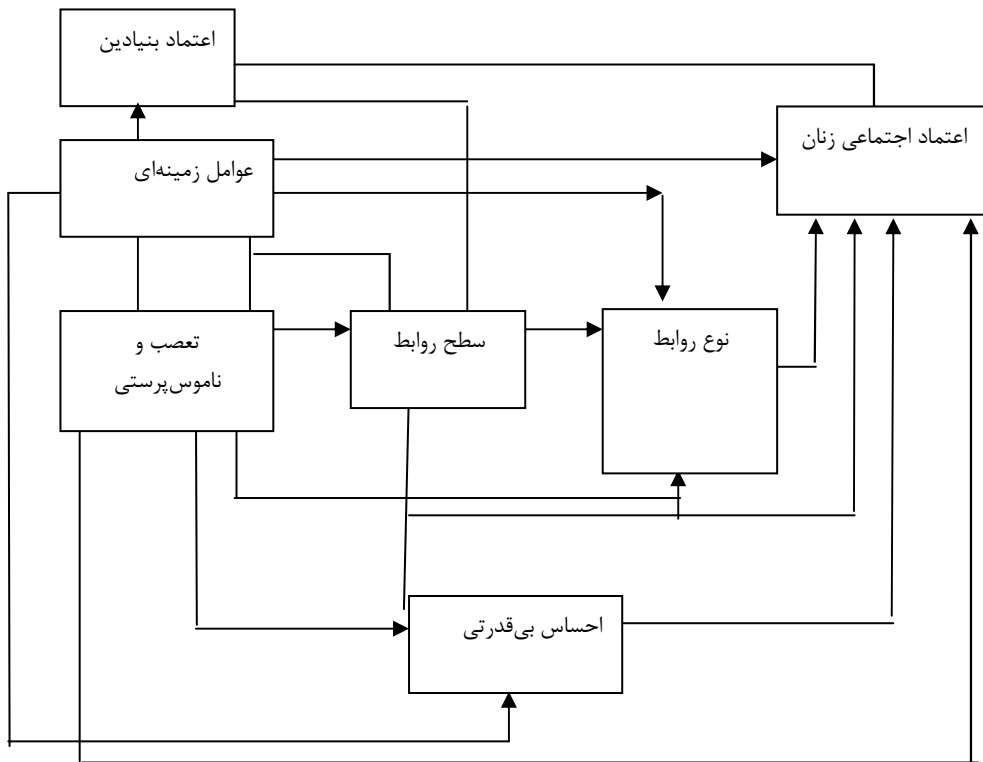 اعتماد بنیادین
اعتماد اجتماعی زنان
عوامل زمینه‌ای
تعصب و
ناموس‌پرستی
سطح روابط
نوع روابط
احساس بی‌قدرتی